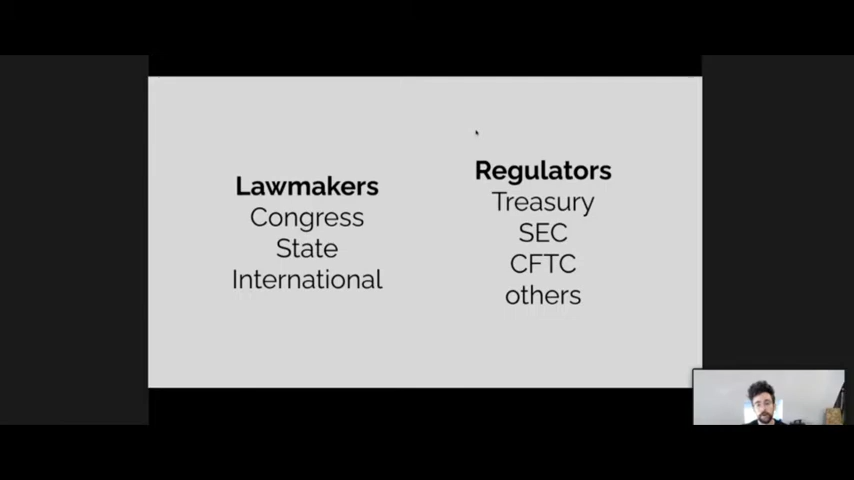 Lawmakers
Congress
State
International
Regulators
Treasury
SEC
CFTC
others